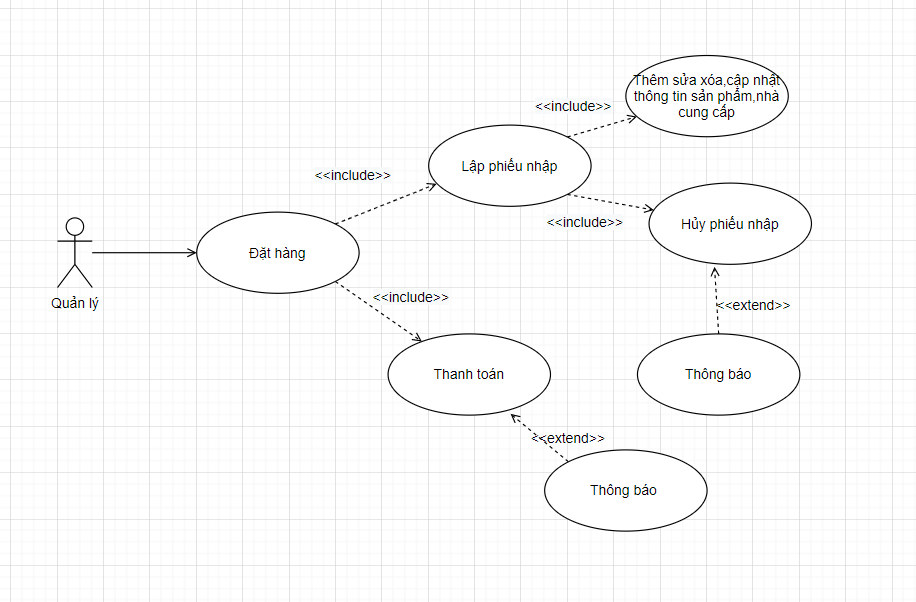 Thêm sửa xóa,cập nhật
thông tin sản phẩm,nhà
cung cấp
<<include>>
Lập phiếu nhập
<<include>>
<<include>>
Hủy phiếu nhập
Đặt hàng
Quản lý
<<include>>
<<extend>>
Thanh toán
Thông báo
<<extend>>
Thông báo